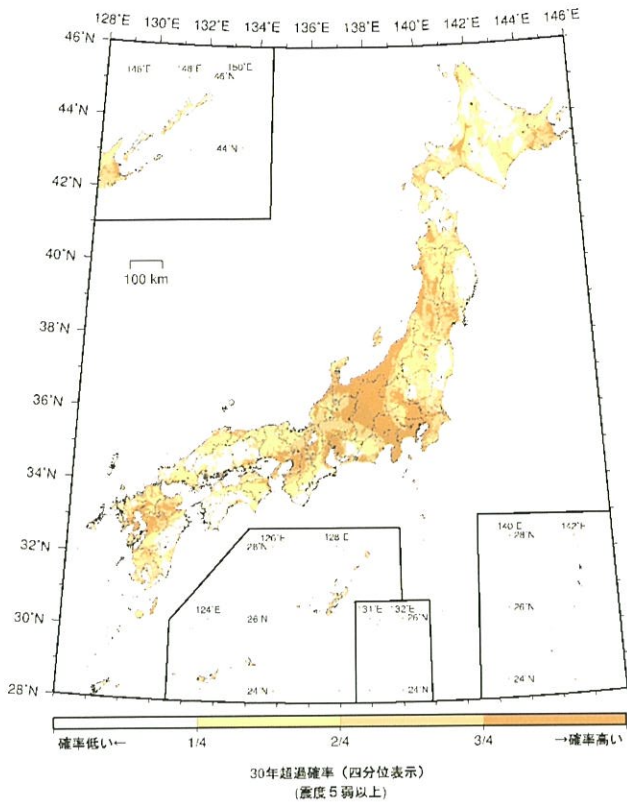 128°E 130°E 132°E 134°E 136°E 138°E 140°E 142°E 144°E 146°E
46°N
146°E 148°E 150°E
46°N
44°N
44°N
42°N
40°N
100 km
38°N
36°N
34°N
32°N
126°E 128°E
28°N
140°E 142°E
28°N
30°N
124°E
26°N
131°E 132°E
26°N
26°N
28°N
24°N
24°N
24°N
確率低い← 1/4 2/4 3/4 →確率高い
30年超過確率（四分位表示）
（震度５弱以上）